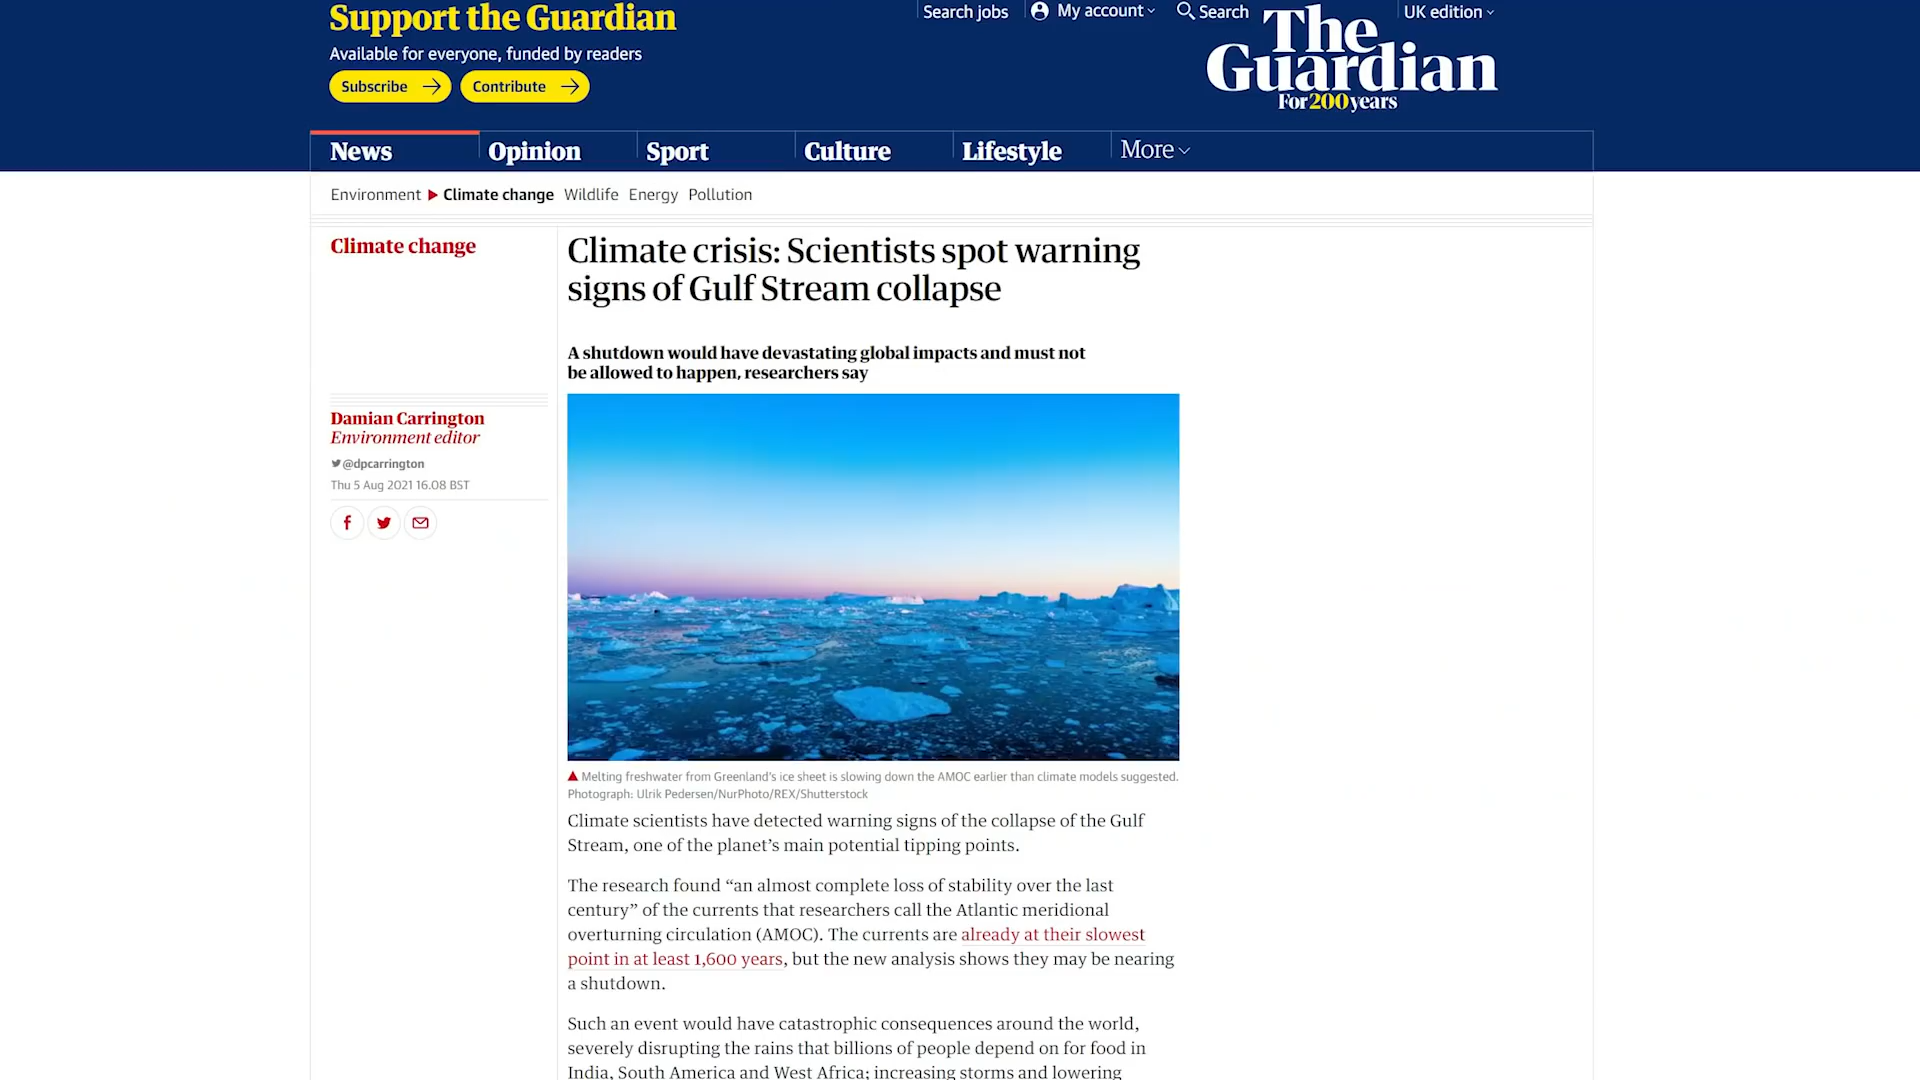 Support the Guardian
Available for everyone, funded by readers
Subscribe
Contribute
Search jobs
My account
Search
UK edition
The
Guardian
For 200 years
News
Opinion
Sport
Culture
Lifestyle
More
Environment Climate change Wildlife Energy Pollution
Climate change
Climate crisis: Scientists spot warning
signs of Gulf Stream collapse
A shutdown would have devastating global impacts and must not
be allowed to happen, researchers say
Damian Carrington
Environment editor
@dpcarrington
Thu 5 Aug 2021 16.08 BST
Melting freshwater from Greenland's ice sheet is slowing down the AMOC earlier than climate models suggested.
Photograph: Ulrik Pedersen/NurPhoto/REX/Shutterstock
Climate scientists have detected warning signs of the collapse of the Gulf
Stream, one of the planet's main potential tipping points.
The research found “an almost complete loss of stability over the last
century” of the currents that researchers call the Atlantic meridional
overturning circulation (AMOC). The currents are already at their slowest
point in at least 1,600 years, but the new analysis shows they may be nearing
a shutdown.
Such an event would have catastrophic consequences around the world,
severely disrupting the rains that billions of people depend on for food in
India, South America and West Africa; increasing storms and lowering